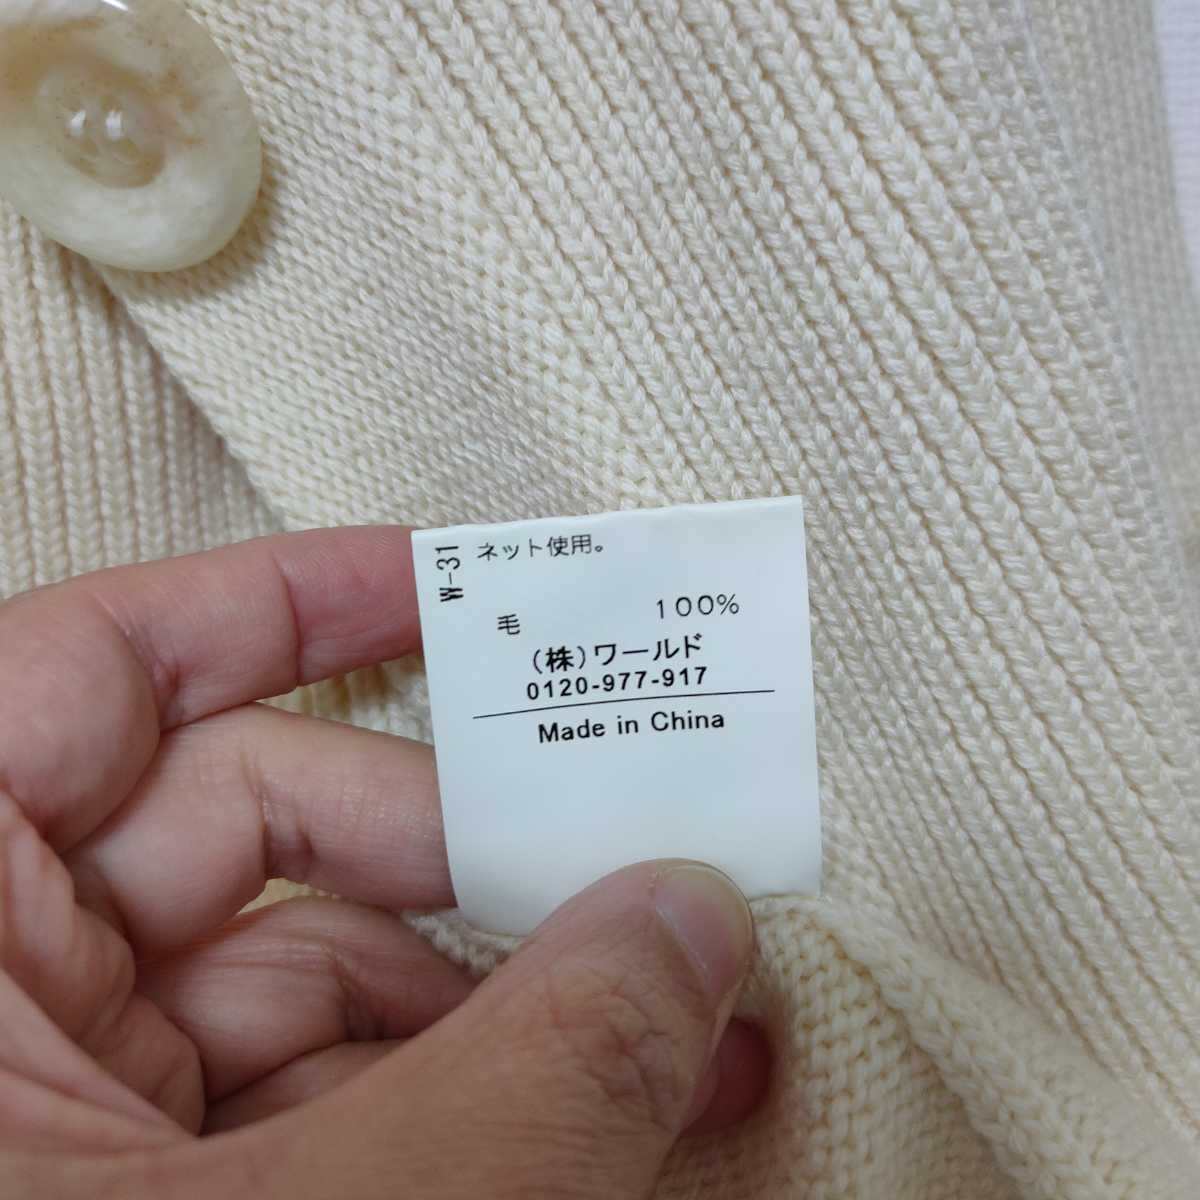 W-31
ネット使用。
毛 100%
(株)ワールド
0120-977-917
Made in China